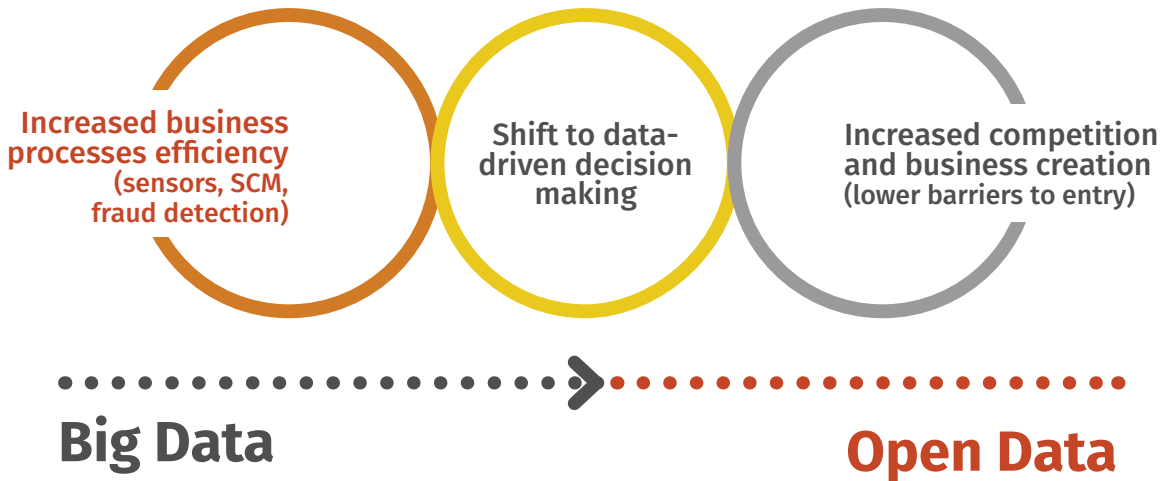 Increased business
processes efficiency
(sensors, SCM,
fraud detection)
Shift to data-
driven decision
making
Increased competition
and business creation
(lower barriers to entry)
Big Data
Open Data